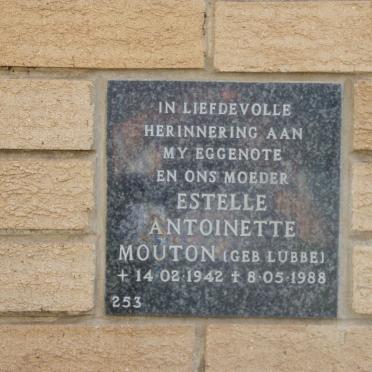 IN LIEFDEVOLLE
HERINNERING AAN
MY EGGENOTE
EN ONS MOEDER
ESTELLE
ANTOINETTE
MOUTON (GEB LUBBE)
+ 14·02·1942 ✝ 8·05·1988
253